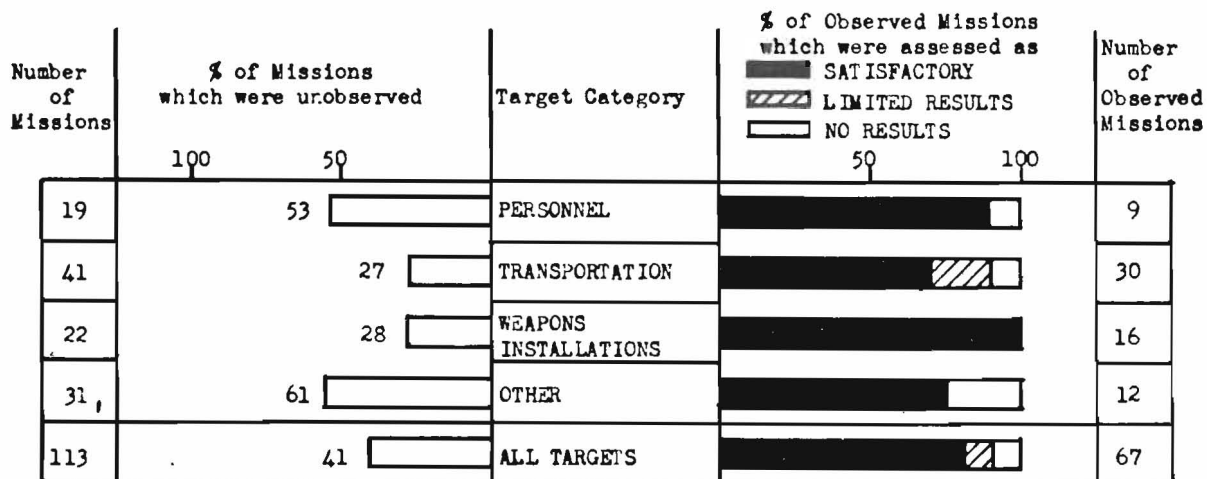 Number
of
Missions
% of Missions
which were unobserved
Target Category
% of Observed Missions
which were assessed as
SATISFACTORY
LIMITED RESULTS
NO RESULTS
Number
of
Observed
Missions
100 50 50 100
19 53 PERSONNEL 9
41 27 TRANSPORTATION 30
22 28 WEAPONS
INSTALLATIONS 16
31 61 OTHER 12
113 41 ALL TARGETS 67